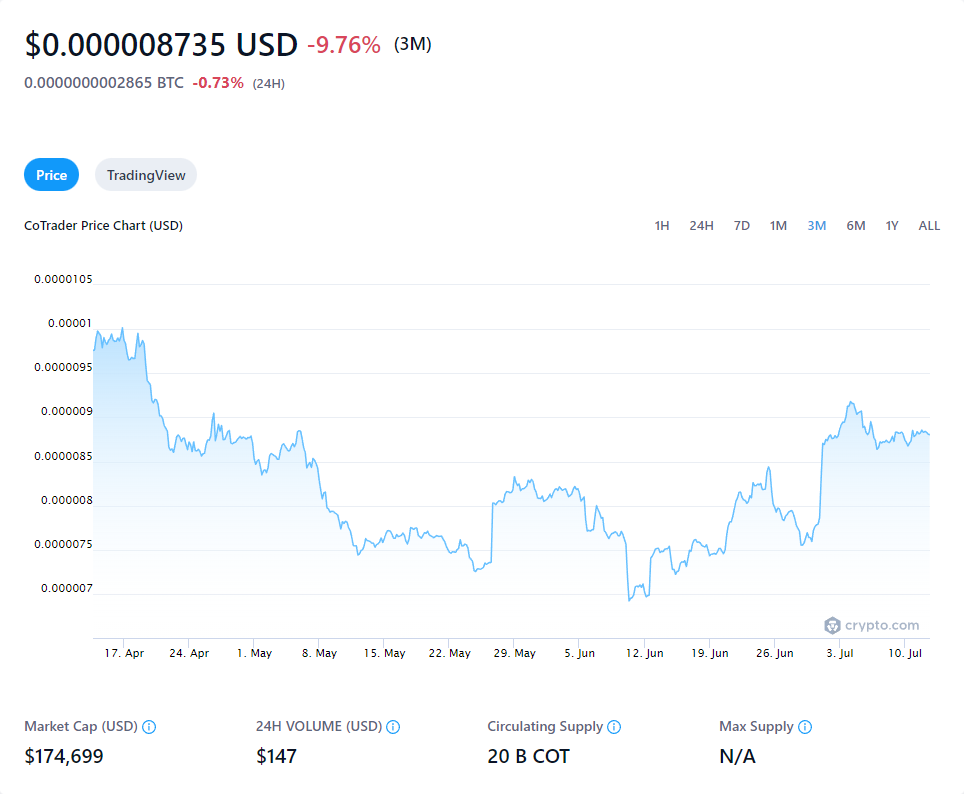 $0.000008735 USD -9.76% (3M)
0.0000000002865 BTC -0.73% (24H)
Price TradingView
CoTrader Price Chart (USD) 1H 24H 7D 1M 3M 6M 1Y ALL
0.0000105
0.00001
0.0000095
0.000009
0.0000085
0.000008
0.0000075
0.000007
crypto.com
17. Apr 24. Apr 1. May 8. May 15. May 22. May 29. May 5. Jun 12. Jun 19. Jun 26. Jun 3. Jul 10. Jul
Market Cap (USD) 24H VOLUME (USD) Circulating Supply Max Supply
$174,699 $147 20 B COT N/A